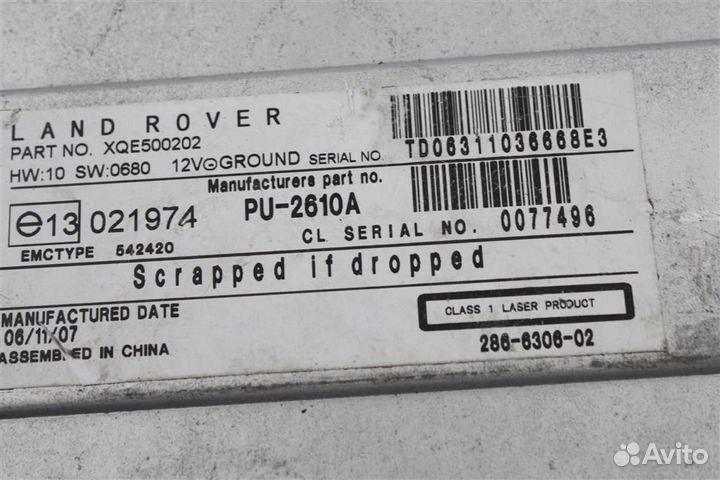 LAND ROVER
PART NO. XQE500202
HW:10 SW:0680 12V⊖GROUND SERIAL NO. TD06311036668E3
Manufacturers part no.
e13 021974 PU-2610A
CL SERIAL NO. 0077496
EMCTYPE 542420
Scrapped if dropped
MANUFACTURED DATE
06/11/07
ASSEMBLED IN CHINA
CLASS 1 LASER PRODUCT
286-6306-02
Avito